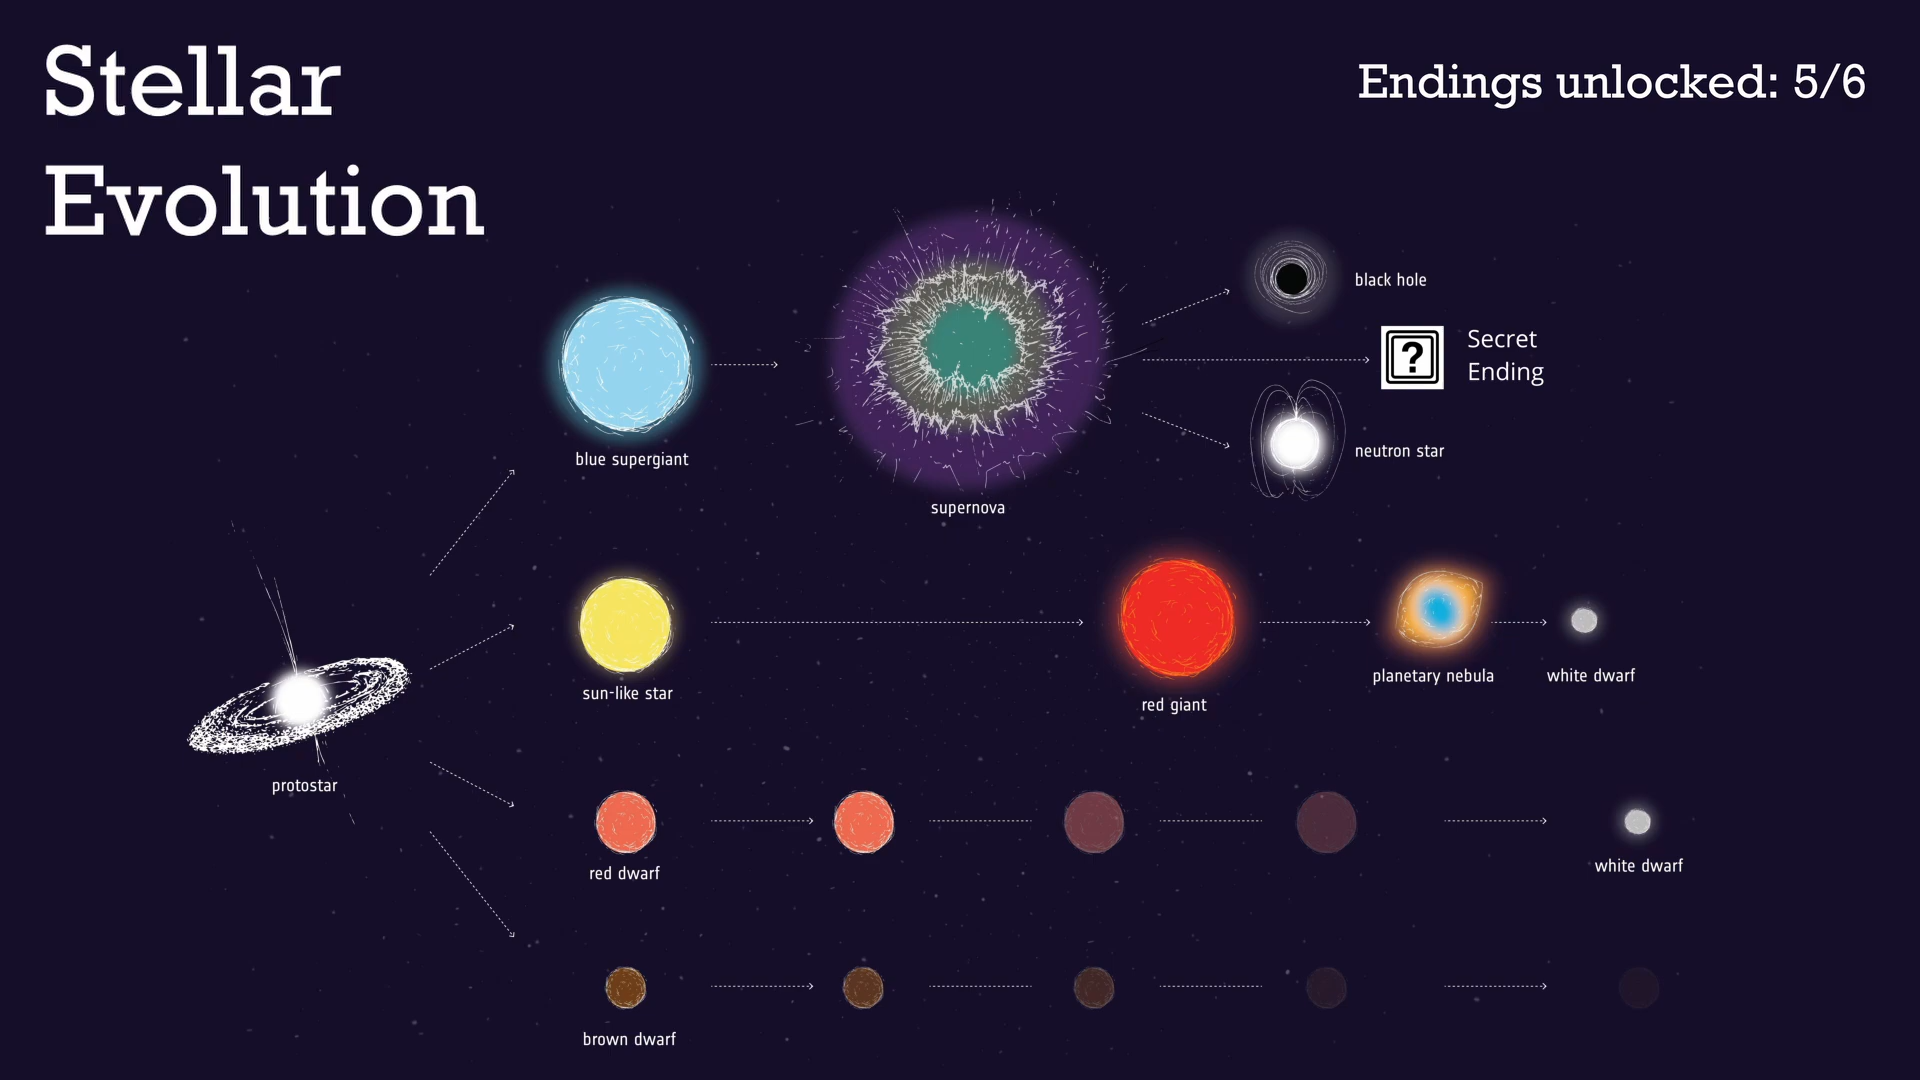 Stellar
Evolution
Endings unlocked: 5/6
black hole
?
Secret
Ending
neutron star
blue supergiant
supernova
sun-like star
red giant
planetary nebula
white dwarf
protostar
red dwarf
white dwarf
brown dwarf